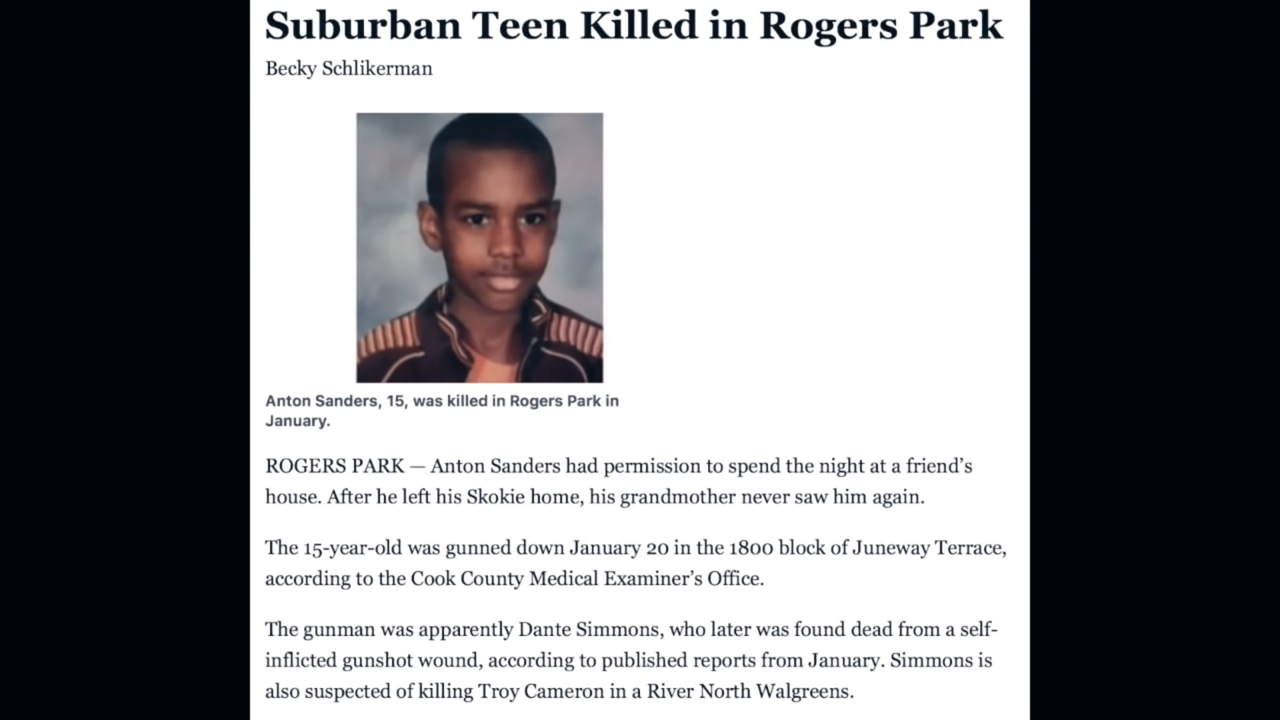 Suburban Teen Killed in Rogers Park
Becky Schlikerman
Anton Sanders, 15, was killed in Rogers Park in
January.
ROGERS PARK — Anton Sanders had permission to spend the night at a friend’s
house. After he left his Skokie home, his grandmother never saw him again.
The 15-year-old was gunned down January 20 in the 1800 block of Juneway Terrace,
according to the Cook County Medical Examiner’s Office.
The gunman was apparently Dante Simmons, who later was found dead from a self-
inflicted gunshot wound, according to published reports from January. Simmons is
also suspected of killing Troy Cameron in a River North Walgreens.